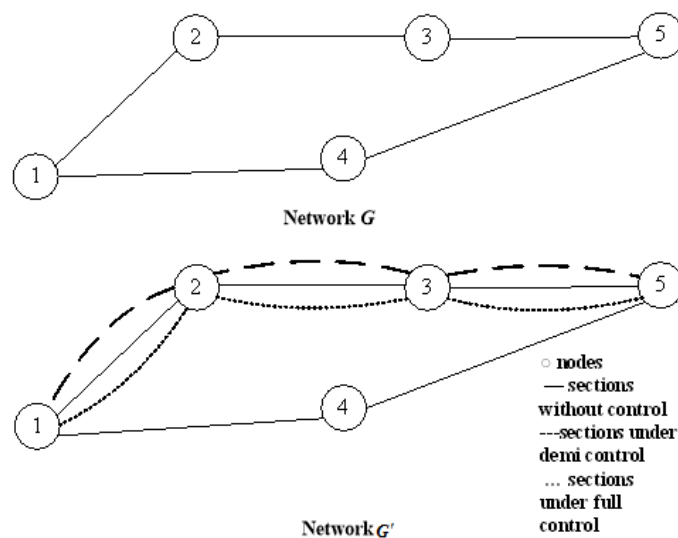 2
3
5
1
4
Network G
2
3
5
1
4
○ nodes
— sections
without control
---sections under
demi control
... sections
under full
control
Network G'